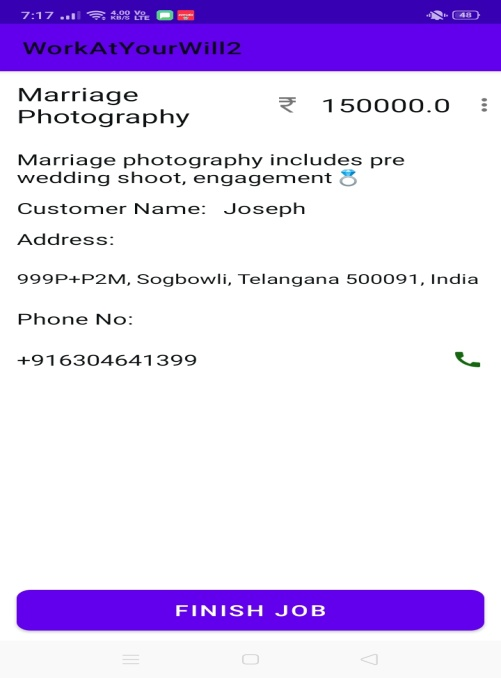 7:17 4.00 KB/S Vo LTE 48
WorkAtYourWill2
Marriage
Photography ₹ 150000.0
Marriage photography includes pre
wedding shoot, engagement 💍
Customer Name: Joseph
Address:
999P+P2M, Sogbowli, Telangana 500091, India
Phone No:
+916304641399
FINISH JOB